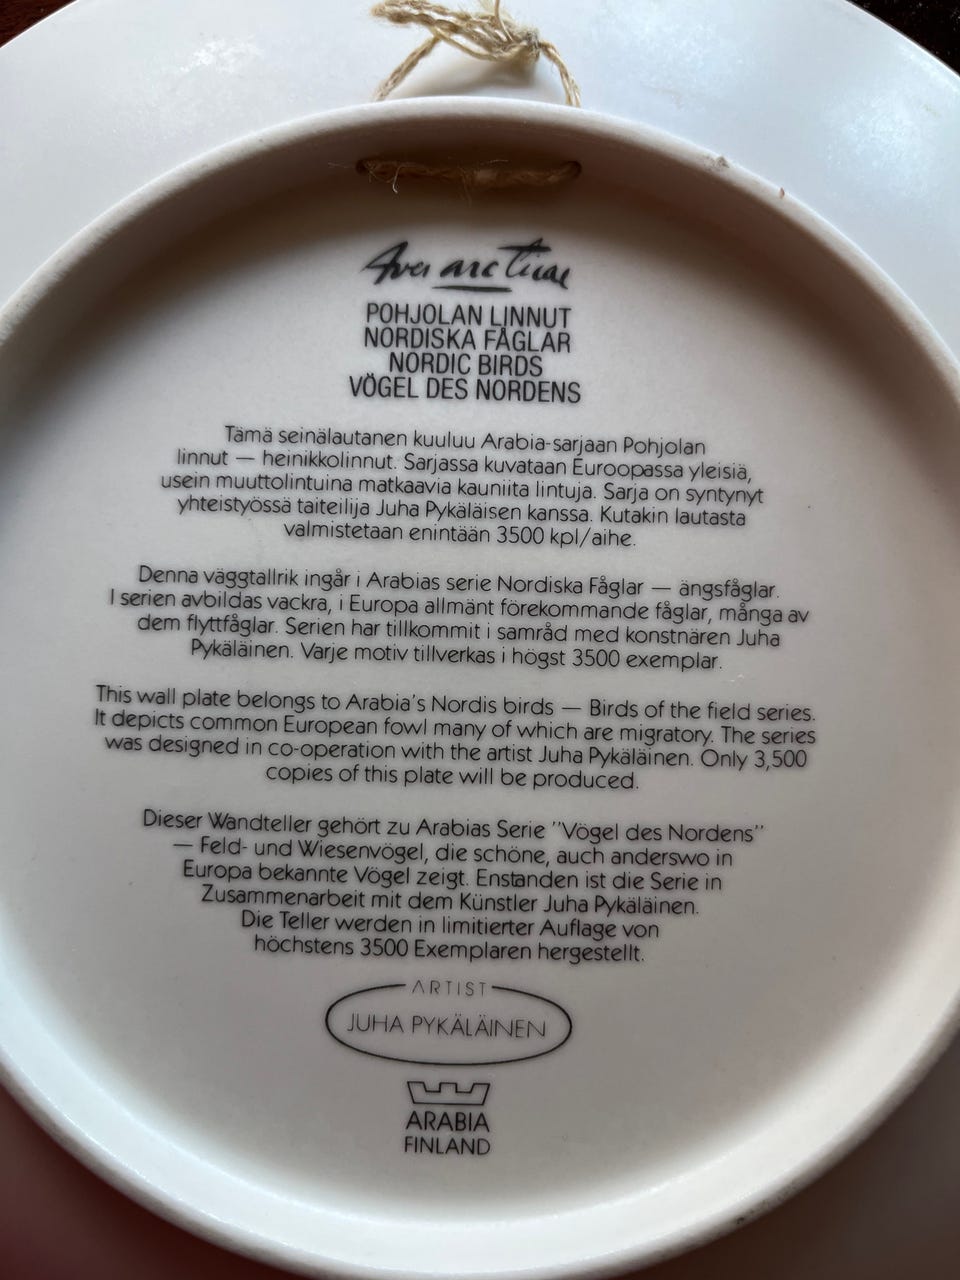 Aves arcticae
POHJOLAN LINNUT
NORDISKA FÅGLAR
NORDIC BIRDS
VÖGEL DES NORDENS
Tämä seinälautanen kuuluu Arabia-sarjaan Pohjolan
linnut — heinikkolinnut. Sarjassa kuvataan Euroopassa yleisiä,
usein muuttolintuina matkaavia kauniita lintuja. Sarja on syntynyt
yhteistyössä taiteilija Juha Pykäläisen kanssa. Kutakin lautasta
valmistetaan enintään 3500 kpl/aihe.
Denna väggtallrik ingår i Arabias serie Nordiska Fåglar — ängsfåglar.
I serien avbildas vackra, i Europa allmänt förekommande fåglar, många av
dem flyttfåglar. Serien har tillkommit i samråd med konstnären Juha
Pykäläinen. Varje motiv tillverkas i högst 3500 exemplar.
This wall plate belongs to Arabia's Nordis birds — Birds of the field series.
It depicts common European fowl many of which are migratory. The series
was designed in co-operation with the artist Juha Pykäläinen. Only 3,500
copies of this plate will be produced.
Dieser Wandteller gehört zu Arabias Serie ''Vögel des Nordens''
— Feld- und Wiesenvögel, die schöne, auch anderswo in
Europa bekannte Vögel zeigt. Enstanden ist die Serie in
Zusammenarbeit mit dem Künstler Juha Pykäläinen.
Die Teller werden in limitierter Auflage von
höchstens 3500 Exemplaren hergestellt.
ARTIST
JUHA PYKÄLÄINEN
ARABIA
FINLAND